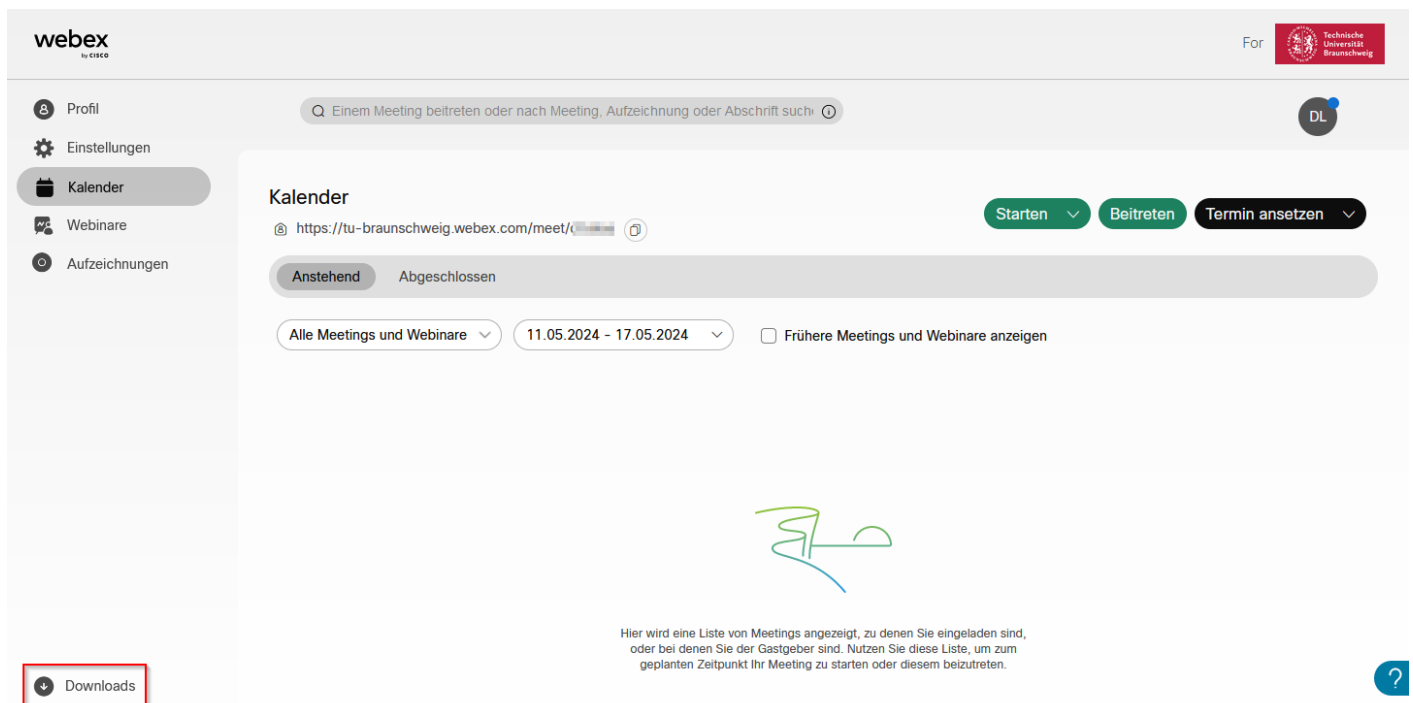 webex
by CISCO
For
Technische
Universität
Braunschweig
Profil
Einstellungen
Kalender
Webinare
Aufzeichnungen
Downloads
Einem Meeting beitreten oder nach Meeting, Aufzeichnung oder Abschrift such
DL
Kalender
https://tu-braunschweig.webex.com/meet/
Starten
Beitreten
Termin ansetzen
Anstehend Abgeschlossen
Alle Meetings und Webinare
11.05.2024 - 17.05.2024
Frühere Meetings und Webinare anzeigen
Hier wird eine Liste von Meetings angezeigt, zu denen Sie eingeladen sind,
oder bei denen Sie der Gastgeber sind. Nutzen Sie diese Liste, um zum
geplanten Zeitpunkt Ihr Meeting zu starten oder diesem beizutreten.
?